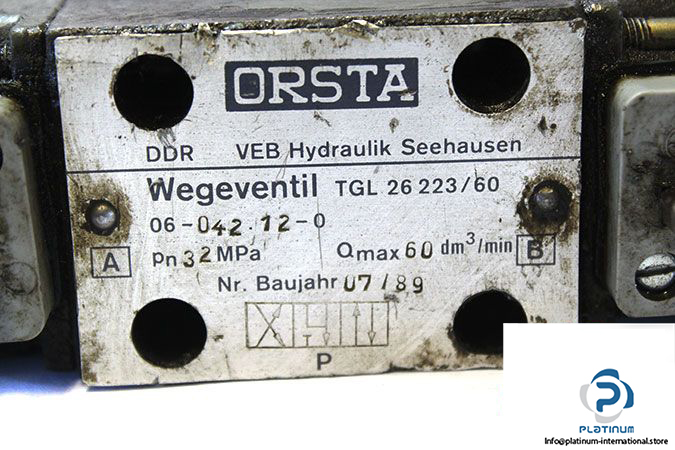 ORSTA
DDR VEB Hydraulik Seehausen
Wegeventil TGL 26 223/60
06-042.12-0
A pn 32 MPa Qmax 60 dm³/min B
Nr. Baujahr 07/89
P
PLATINUM
Info@platinum-international.store